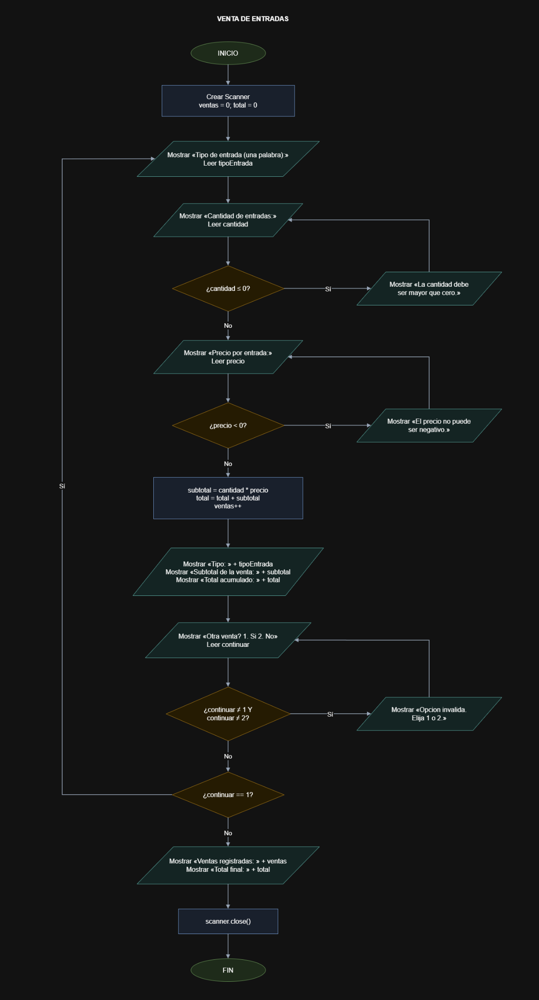 VENTA DE ENTRADAS
INICIO
Crear Scanner
ventas = 0; total = 0
Mostrar «Tipo de entrada (una palabra):»
Leer tipoEntrada
Mostrar «Cantidad de entradas:»
Leer cantidad
¿cantidad ≤ 0?
Sí
Mostrar «La cantidad debe
ser mayor que cero.»
No
Mostrar «Precio por entrada:»
Leer precio
¿precio < 0?
Sí
Mostrar «El precio no puede
ser negativo.»
No
Sí
subtotal = cantidad * precio
total = total + subtotal
ventas++
Mostrar «Tipo: » + tipoEntrada
Mostrar «Subtotal de la venta: » + subtotal
Mostrar «Total acumulado: » + total
Mostrar «Otra venta? 1. Si 2. No»
Leer continuar
¿continuar ≠ 1 Y
continuar ≠ 2?
Sí
Mostrar «Opcion invalida.
Elija 1 o 2.»
No
¿continuar == 1?
No
Mostrar «Ventas registradas: » + ventas
Mostrar «Total final: » + total
scanner.close()
FIN